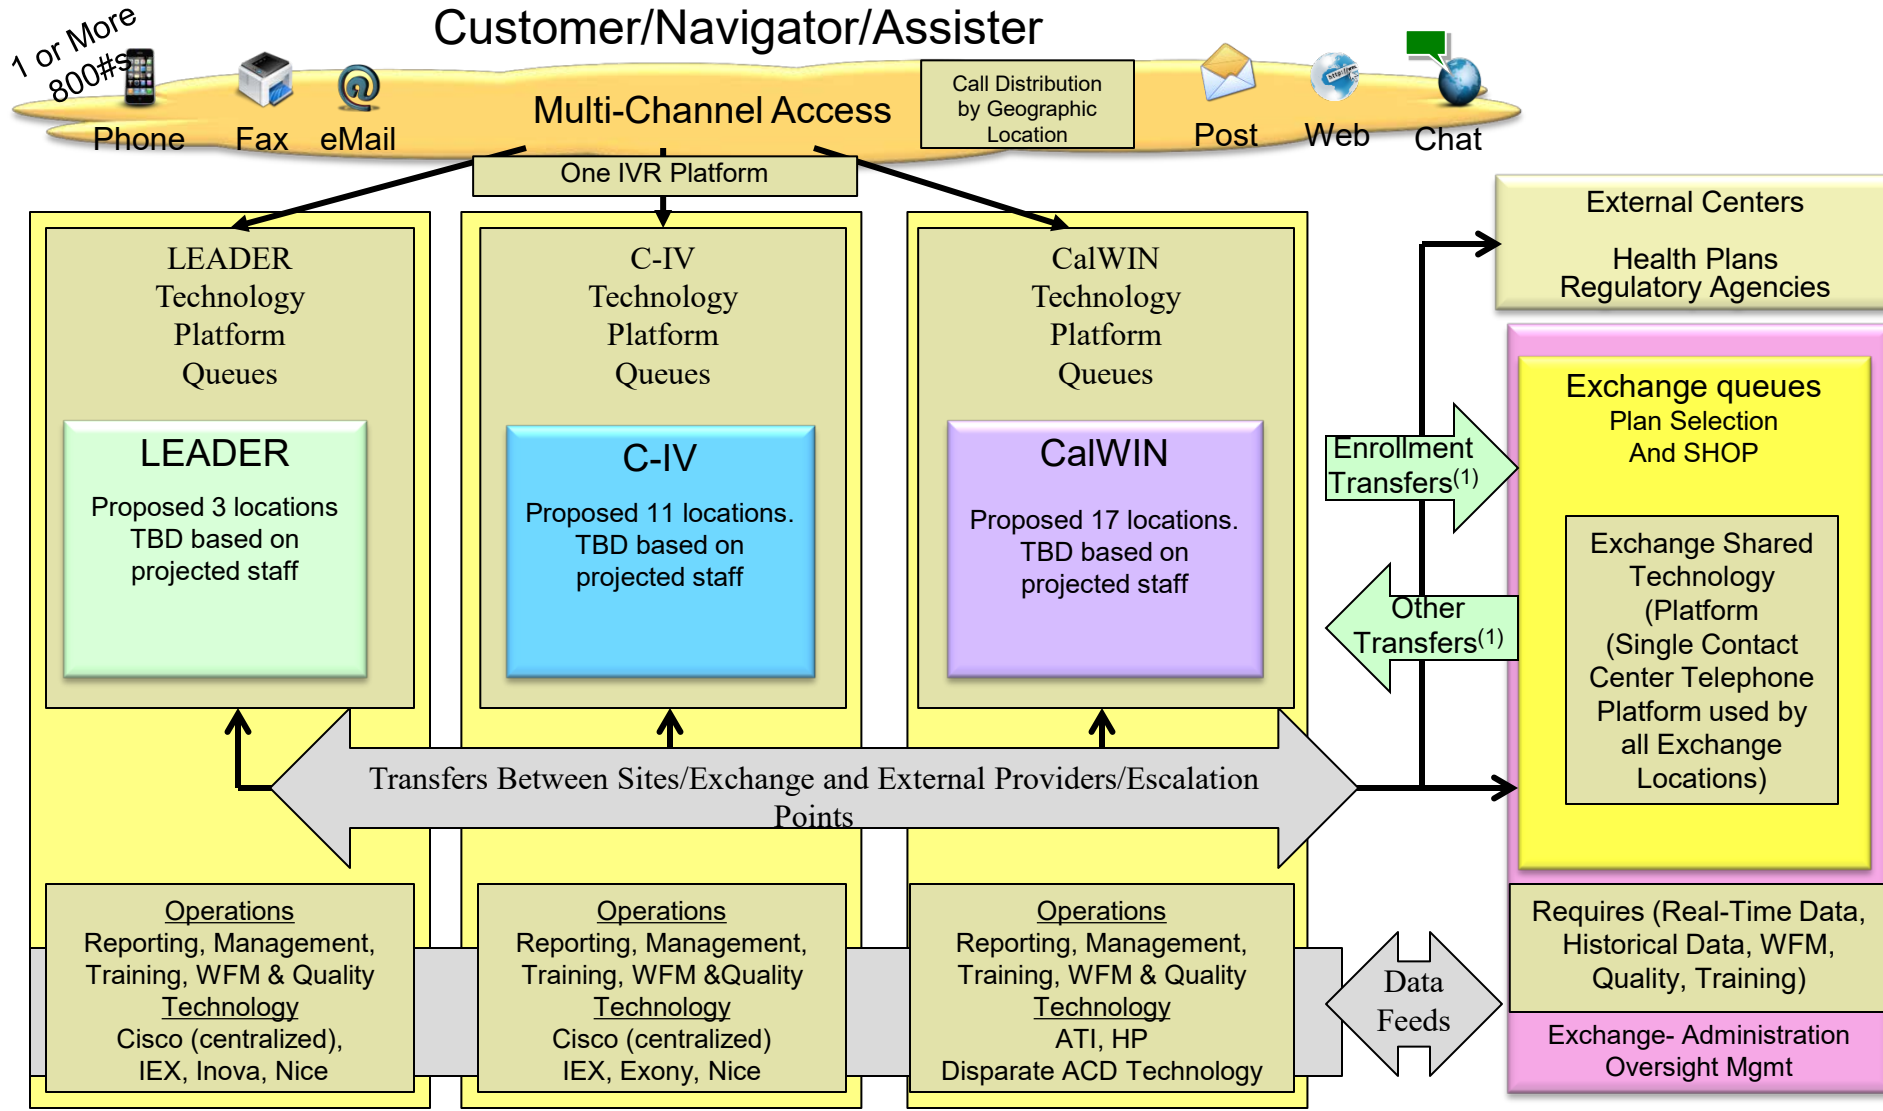 Customer/Navigator/Assister
1 or More
800#s
Phone
Fax
eMail
Multi-Channel Access
Call Distribution
by Geographic
Location
Post
Web
Chat
One IVR Platform
LEADER
Technology
Platform
Queues
LEADER
Proposed 3 locations
TBD based on
projected staff
C-IV
Technology
Platform
Queues
C-IV
Proposed 11 locations.
TBD based on
projected staff
CalWIN
Technology
Platform
Queues
CalWIN
Proposed 17 locations.
TBD based on
projected staff
External Centers
Health Plans
Regulatory Agencies
Enrollment
Transfers(1)
Other
Transfers(1)
Exchange queues
Plan Selection
And SHOP
Exchange Shared
Technology
(Platform
(Single Contact
Center Telephone
Platform used by
all Exchange
Locations)
Transfers Between Sites/Exchange and External Providers/Escalation
Points
Operations
Reporting, Management,
Training, WFM & Quality
Technology
Cisco (centralized),
IEX, Inova, Nice
Operations
Reporting, Management,
Training, WFM &Quality
Technology
Cisco (centralized)
IEX, Exony, Nice
Operations
Reporting, Management,
Training, WFM & Quality
Technology
ATI, HP
Disparate ACD Technology
Data
Feeds
Requires (Real-Time Data,
Historical Data, WFM,
Quality, Training)
Exchange- Administration
Oversight Mgmt